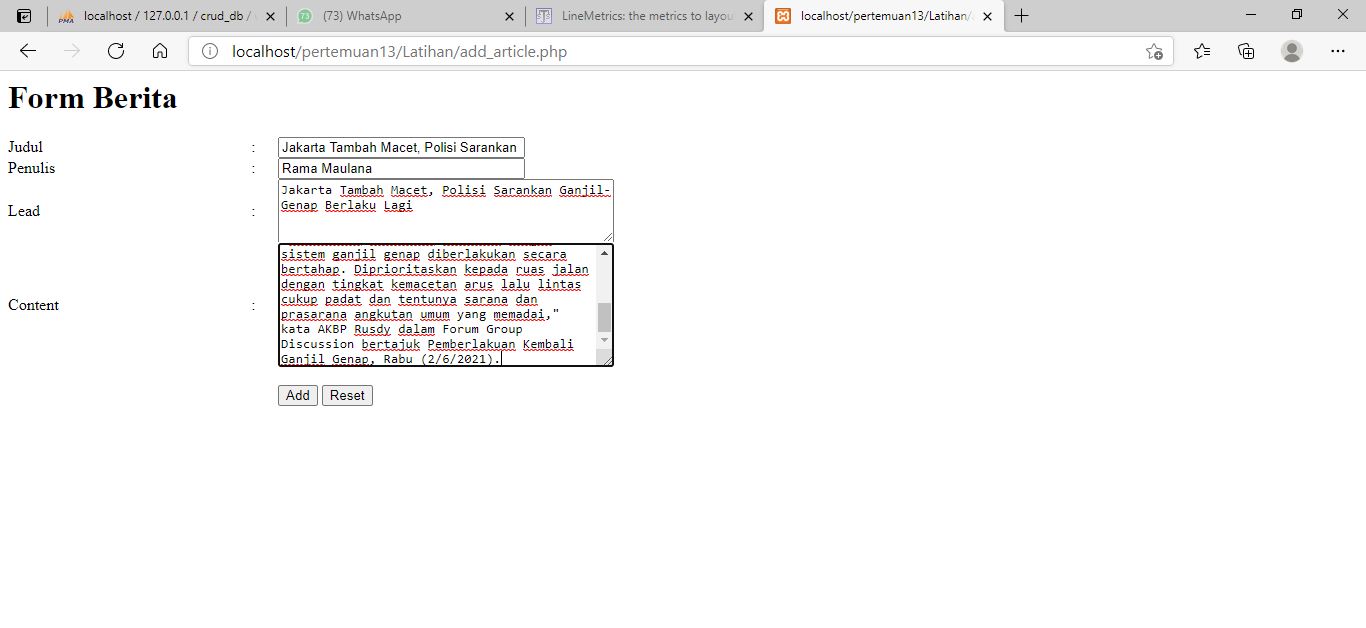 localhost / 127.0.0.1 / crud_db /
(73) WhatsApp
LineMetrics: the metrics to layou
localhost/pertemuan13/Latihan/
localhost/pertemuan13/Latihan/add_article.php
Form Berita
Judul : Jakarta Tambah Macet, Polisi Sarankan
Penulis : Rama Maulana
Lead : Jakarta Tambah Macet, Polisi Sarankan Ganjil-
Genap Berlaku Lagi
Content :
sistem ganjil genap diberlakukan secara
bertahap. Diprioritaskan kepada ruas jalan
dengan tingkat kemacetan arus lalu lintas
cukup padat dan tentunya sarana dan
prasarana angkutan umum yang memadai,"
kata AKBP Rusdy dalam Forum Group
Discussion bertajuk Pemberlakuan Kembali
Ganjil Genap, Rabu (2/6/2021).
Add Reset